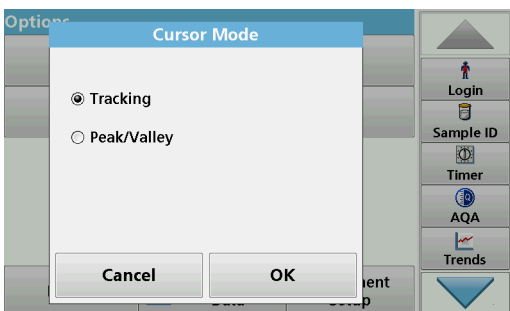 Cursor Mode
Tracking
Peak/Valley
Cancel
OK
Login
Sample ID
Timer
AQA
Trends